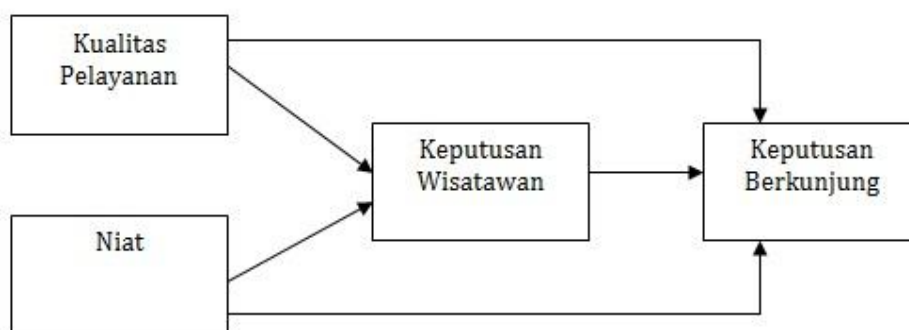 Kualitas
Pelayanan
Keputusan
Wisatawan
Keputusan
Berkunjung
Niat